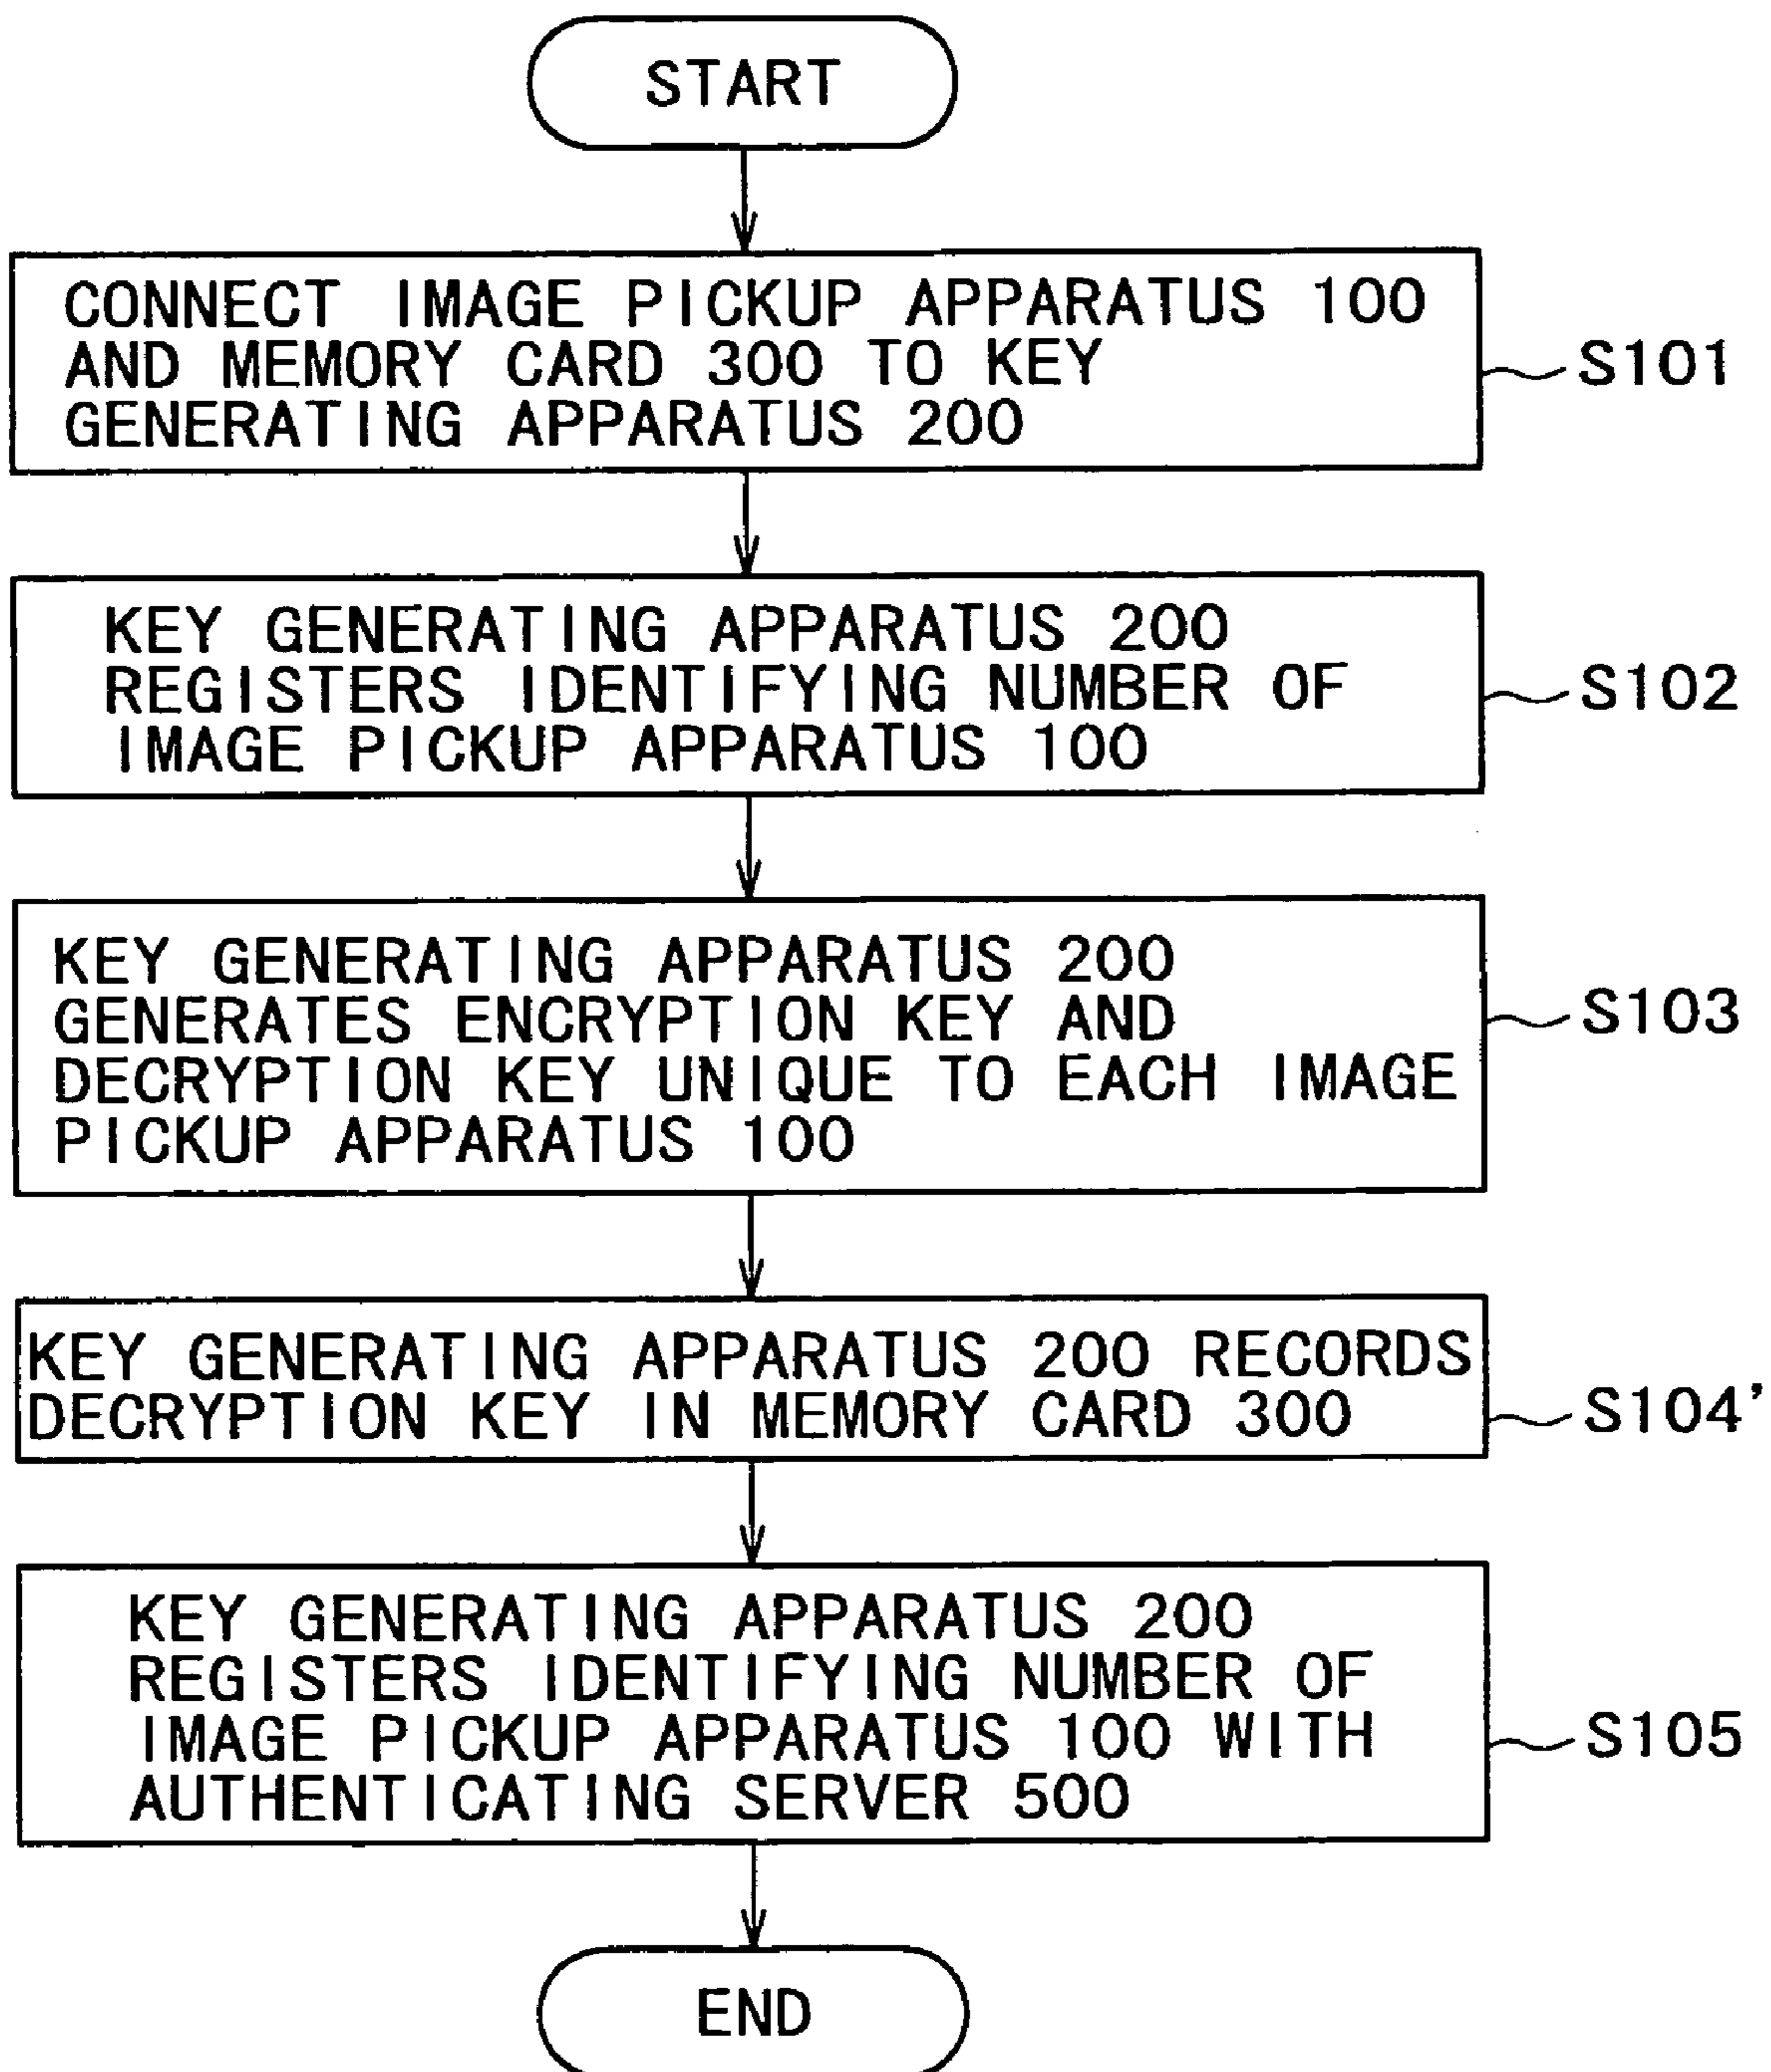 START
CONNECT IMAGE PICKUP APPARATUS 100
AND MEMORY CARD 300 TO KEY
GENERATING APPARATUS 200
S101
KEY GENERATING APPARATUS 200
REGISTERS IDENTIFYING NUMBER OF
IMAGE PICKUP APPARATUS 100
S102
KEY GENERATING APPARATUS 200
GENERATES ENCRYPTION KEY AND
DECRYPTION KEY UNIQUE TO EACH IMAGE
PICKUP APPARATUS 100
S103
KEY GENERATING APPARATUS 200 RECORDS
DECRYPTION KEY IN MEMORY CARD 300
S104'
KEY GENERATING APPARATUS 200
REGISTERS IDENTIFYING NUMBER OF
IMAGE PICKUP APPARATUS 100 WITH
AUTHENTICATING SERVER 500
S105
END